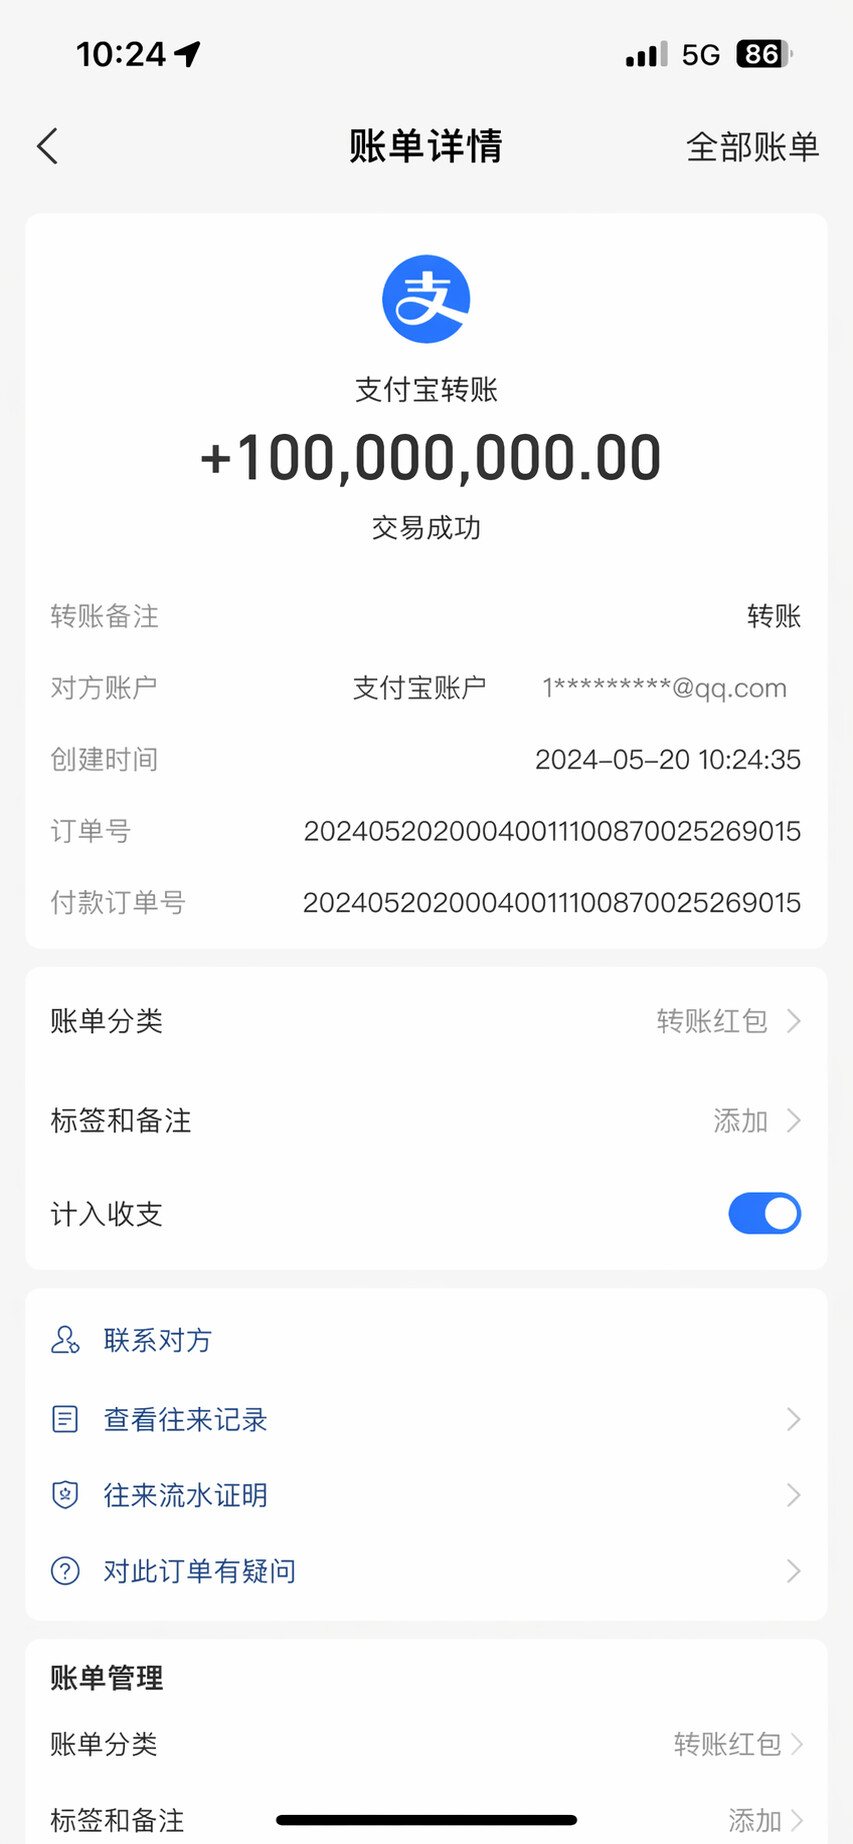 10:24 5G 86
账单详情 全部账单
支
支付宝转账
+100,000,000.00
交易成功
转账备注 转账
对方账户 支付宝账户 1*********@qq.com
创建时间 2024-05-20 10:24:35
订单号 20240520200040011100870025269015
付款订单号 20240520200040011100870025269015
账单分类 转账红包
标签和备注 添加
计入收支
联系对方
查看往来记录
往来流水证明
对此订单有疑问
账单管理
账单分类 转账红包
标签和备注 添加